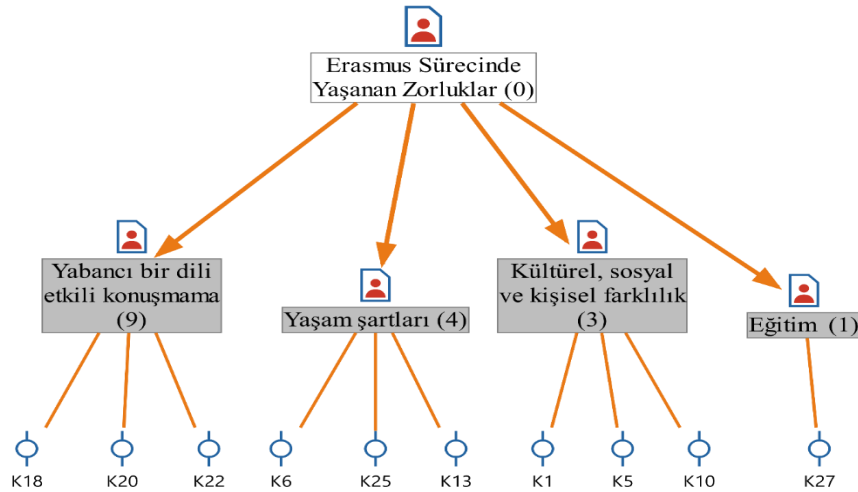 Erasmus Sürecinde
Yaşanan Zorluklar (0)
Yabancı bir dili
etkili konuşmama
(9)
Yaşam şartları (4)
Kültürel, sosyal
ve kişisel farklılık
(3)
Eğitim (1)
K18
K20
K22
K6
K25
K13
K1
K5
K10
K27